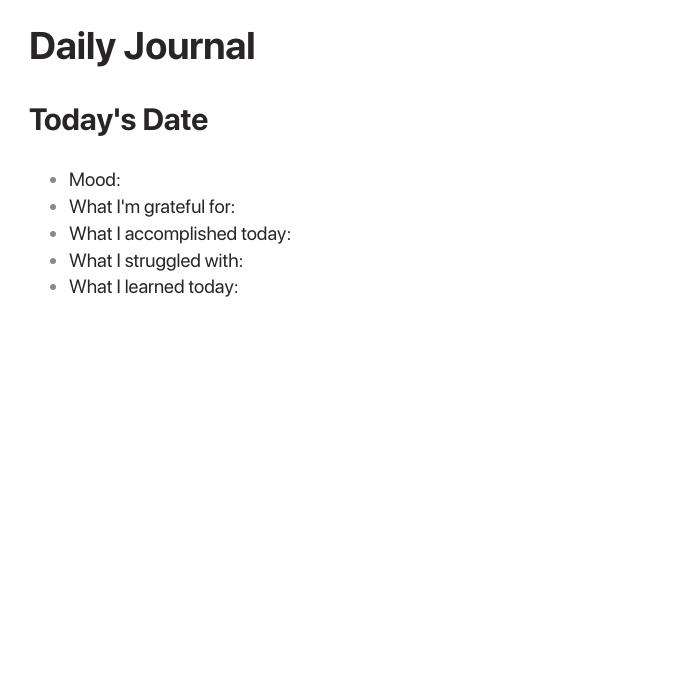 Daily Journal
Today's Date
Mood:
What I'm grateful for:
What I accomplished today:
What I struggled with:
What I learned today: